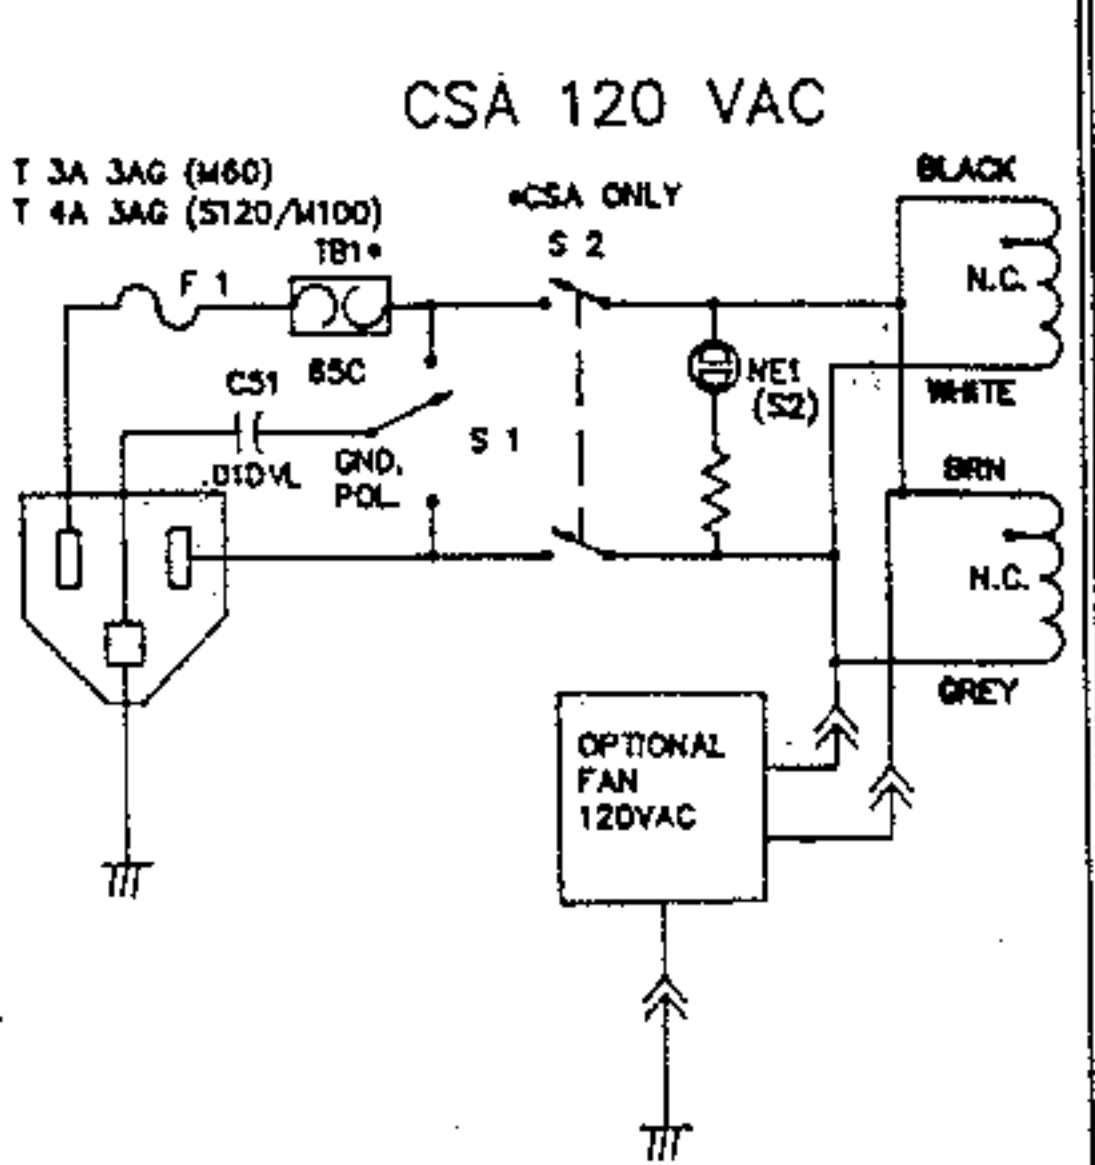 CSA 120 VAC
T 3A 3AG (M60)
T 4A 3AG (S120/M100)
*CSA ONLY
BLACK
TB1*
S 2
F 1
N.C.
C51
65C
NE1
(S2)
WHITE
S 1
GND.
POL.
.01DVL
BRN
N.C.
GREY
OPTIONAL
FAN
120VAC